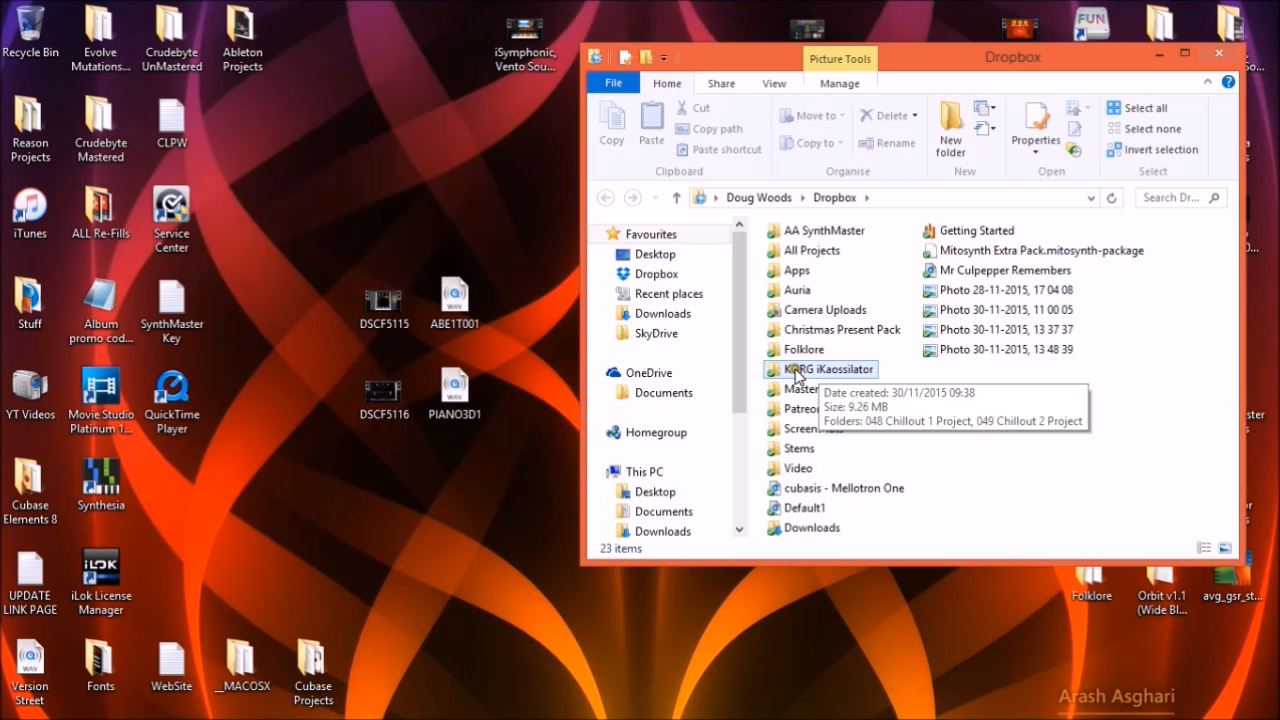 Recycle Bin
Evolve
Mutations...
Crudebyte
UnMastered
Ableton
Projects
iSymphonic,
Vento Sou...
FUN
Reason
Projects
Crudebyte
Mastered
CLPW
iTunes
ALL Re-Fills
Service
Center
Stuff
Album
promo cod...
SynthMaster
Key
DSCF5115
WAV
ABE1T001
YT Videos
Movie Studio
Platinum 1...
QuickTime
Player
DSCF5116
WAV
PIANO3D1
Cubase
Elements 8
Synthesia
UPDATE
LINK PAGE
iLOK
iLok License
Manager
WAV
Version
Street
Fonts
WebSite
__MACOSX
Cubase
Projects
Picture Tools
Dropbox
File
Home
Share
View
Manage
Copy
Paste
Cut
Copy path
Paste shortcut
Clipboard
Move to
Copy to
Delete
Rename
Organise
New
folder
New
Properties
Open
Select all
Select none
Invert selection
Select
Doug Woods
Dropbox
Search Dr...
Favourites
Desktop
Dropbox
Recent places
Downloads
SkyDrive
OneDrive
Documents
Homegroup
This PC
Desktop
Documents
Downloads
AA SynthMaster
All Projects
Apps
Auria
Camera Uploads
Christmas Present Pack
Folklore
KORG iKaossilator
Master
Patreo
Screen
Stems
Video
cubasis - Mellotron One
Default1
Downloads
Getting Started
Mitosynth Extra Pack.mitosynth-package
Mr Culpepper Remembers
Photo 28-11-2015, 17 04 08
Photo 30-11-2015, 11 00 05
Photo 30-11-2015, 13 37 37
Photo 30-11-2015, 13 48 39
Date created: 30/11/2015 09:38
Size: 9.26 MB
Folders: 048 Chillout 1 Project, 049 Chillout 2 Project
23 items
Folklore
Orbit v1.1
(Wide Bl...
avg_gsr_st...
Arash Asghari